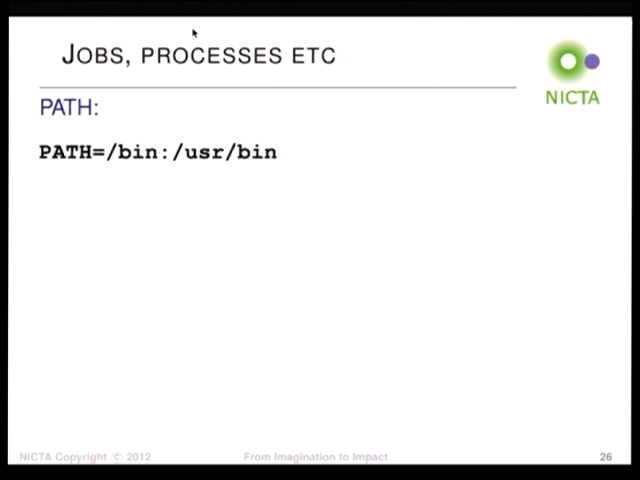 JOBS, PROCESSES ETC
NICTA
PATH:
PATH=/bin:/usr/bin
NICTA Copyright © 2012
From Imagination to Impact
26